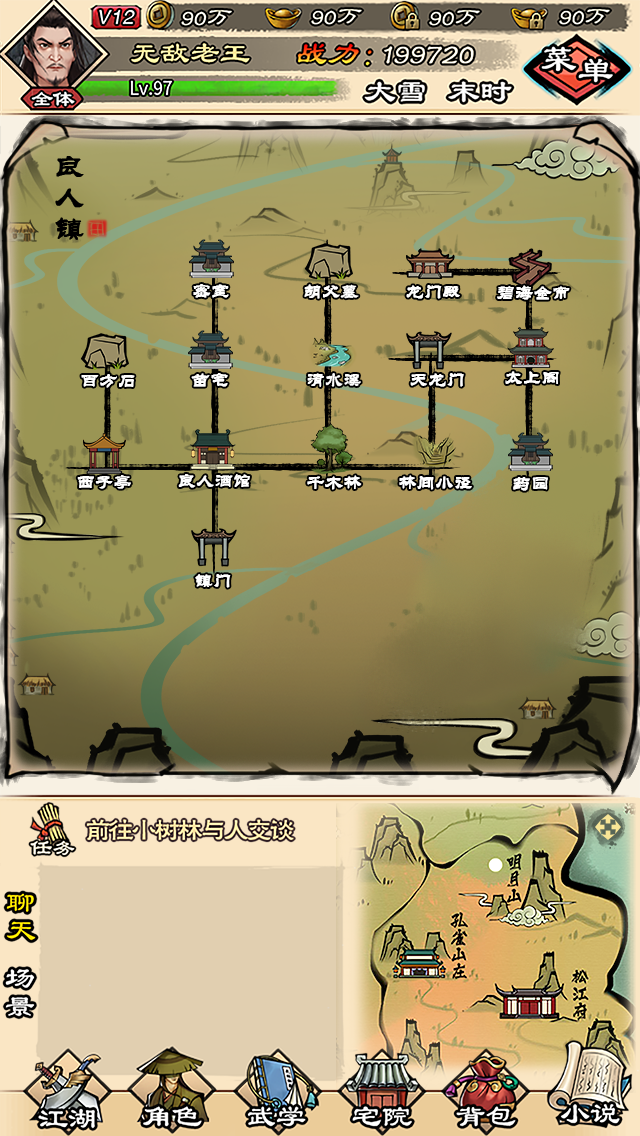 V12 90万 90万 90万 90万
无敌老王 战力：199720
菜单
全体 Lv.97 大雪 未时
良人镇
客室 朝父墓 龙门殿 碧海金市
百方石 苗宅 清水溪 天龙门 太上阁
西子亭 良人酒馆 千木林 林间小径 药园
镇门
任务 前往小树林与人交谈
聊天
场景
明月山
孔雀山庄
松江府
江湖 角色 武学 宅院 背包 小说